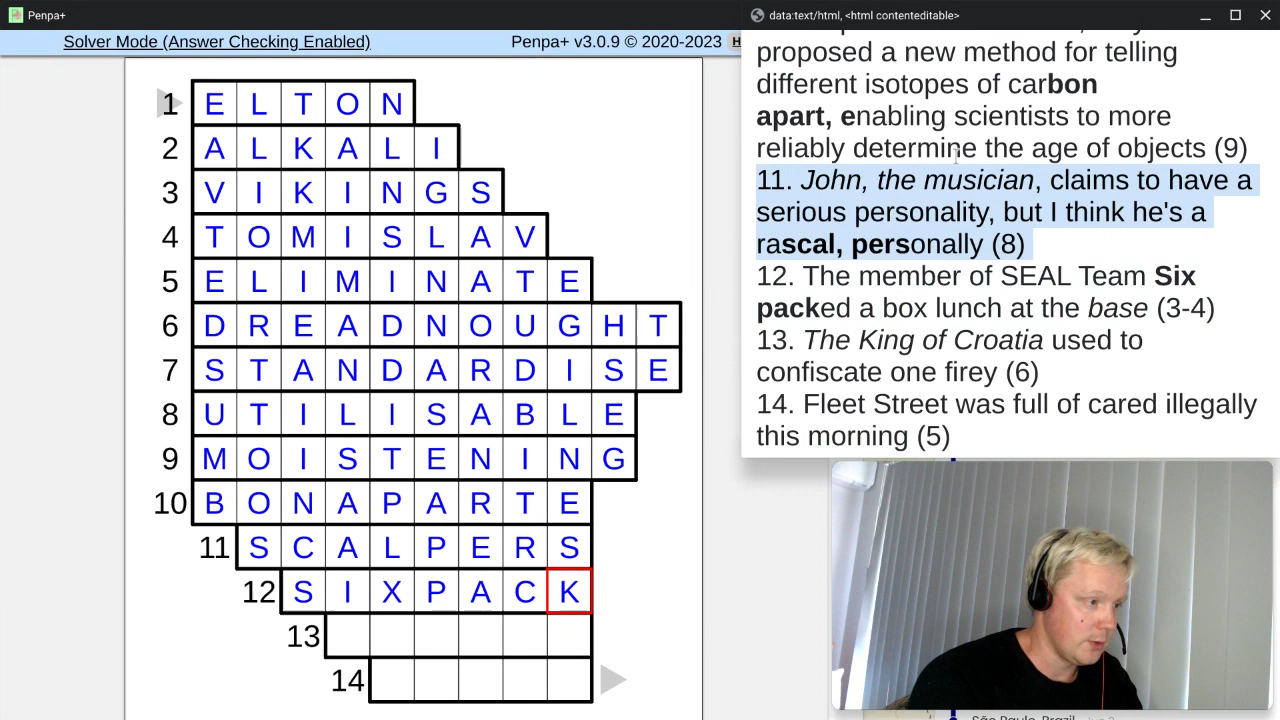 Penpa+
data:text/html, <html contenteditable>
Solver Mode (Answer Checking Enabled)
Penpa+ v3.0.9 © 2020-2023
1 E L T O N
2 A L K A L I
3 V I K I N G S
4 T O M I S L A V
5 E L I M I N A T E
6 D R E A D N O U G H T
7 S T A N D A R D I S E
8 U T I L I S A B L E
9 M O I S T E N I N G
10 B O N A P A R T E
11 S C A L P E R S
12 S I X P A C K
13
14
proposed a new method for telling
different isotopes of carbon
apart, enabling scientists to more
reliably determine the age of objects (9)
11. John, the musician, claims to have a
serious personality, but I think he's a
rascal, personally (8)
12. The member of SEAL Team Six
packed a box lunch at the base (3-4)
13. The King of Croatia used to
confiscate one firey (6)
14. Fleet Street was full of cared illegally
this morning (5)